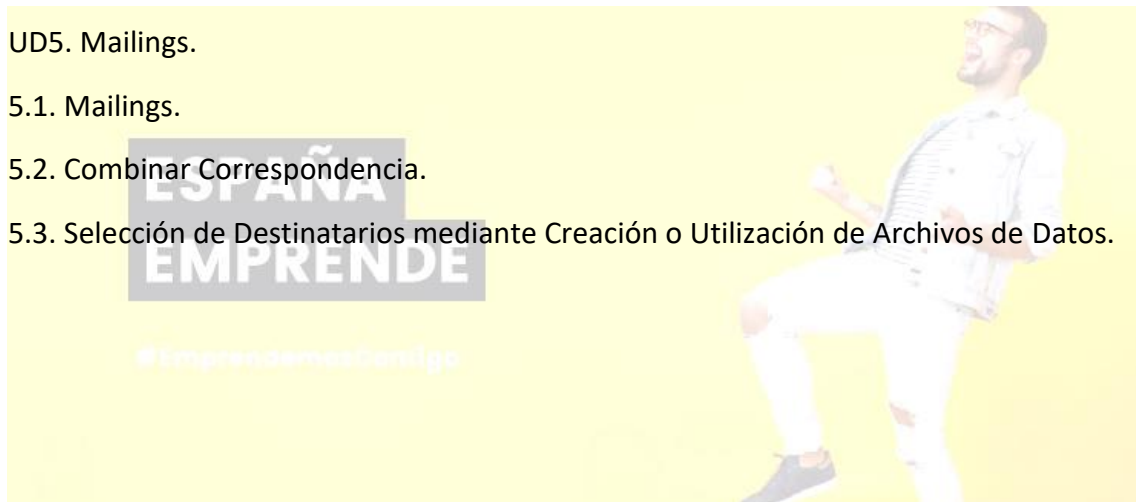 UD5. Mailings.
5.1. Mailings.
5.2. Combinar Correspondencia.
5.3. Selección de Destinatarios mediante Creación o Utilización de Archivos de Datos.
ESPAÑA
EMPRENDE
#EmprendemosContigo